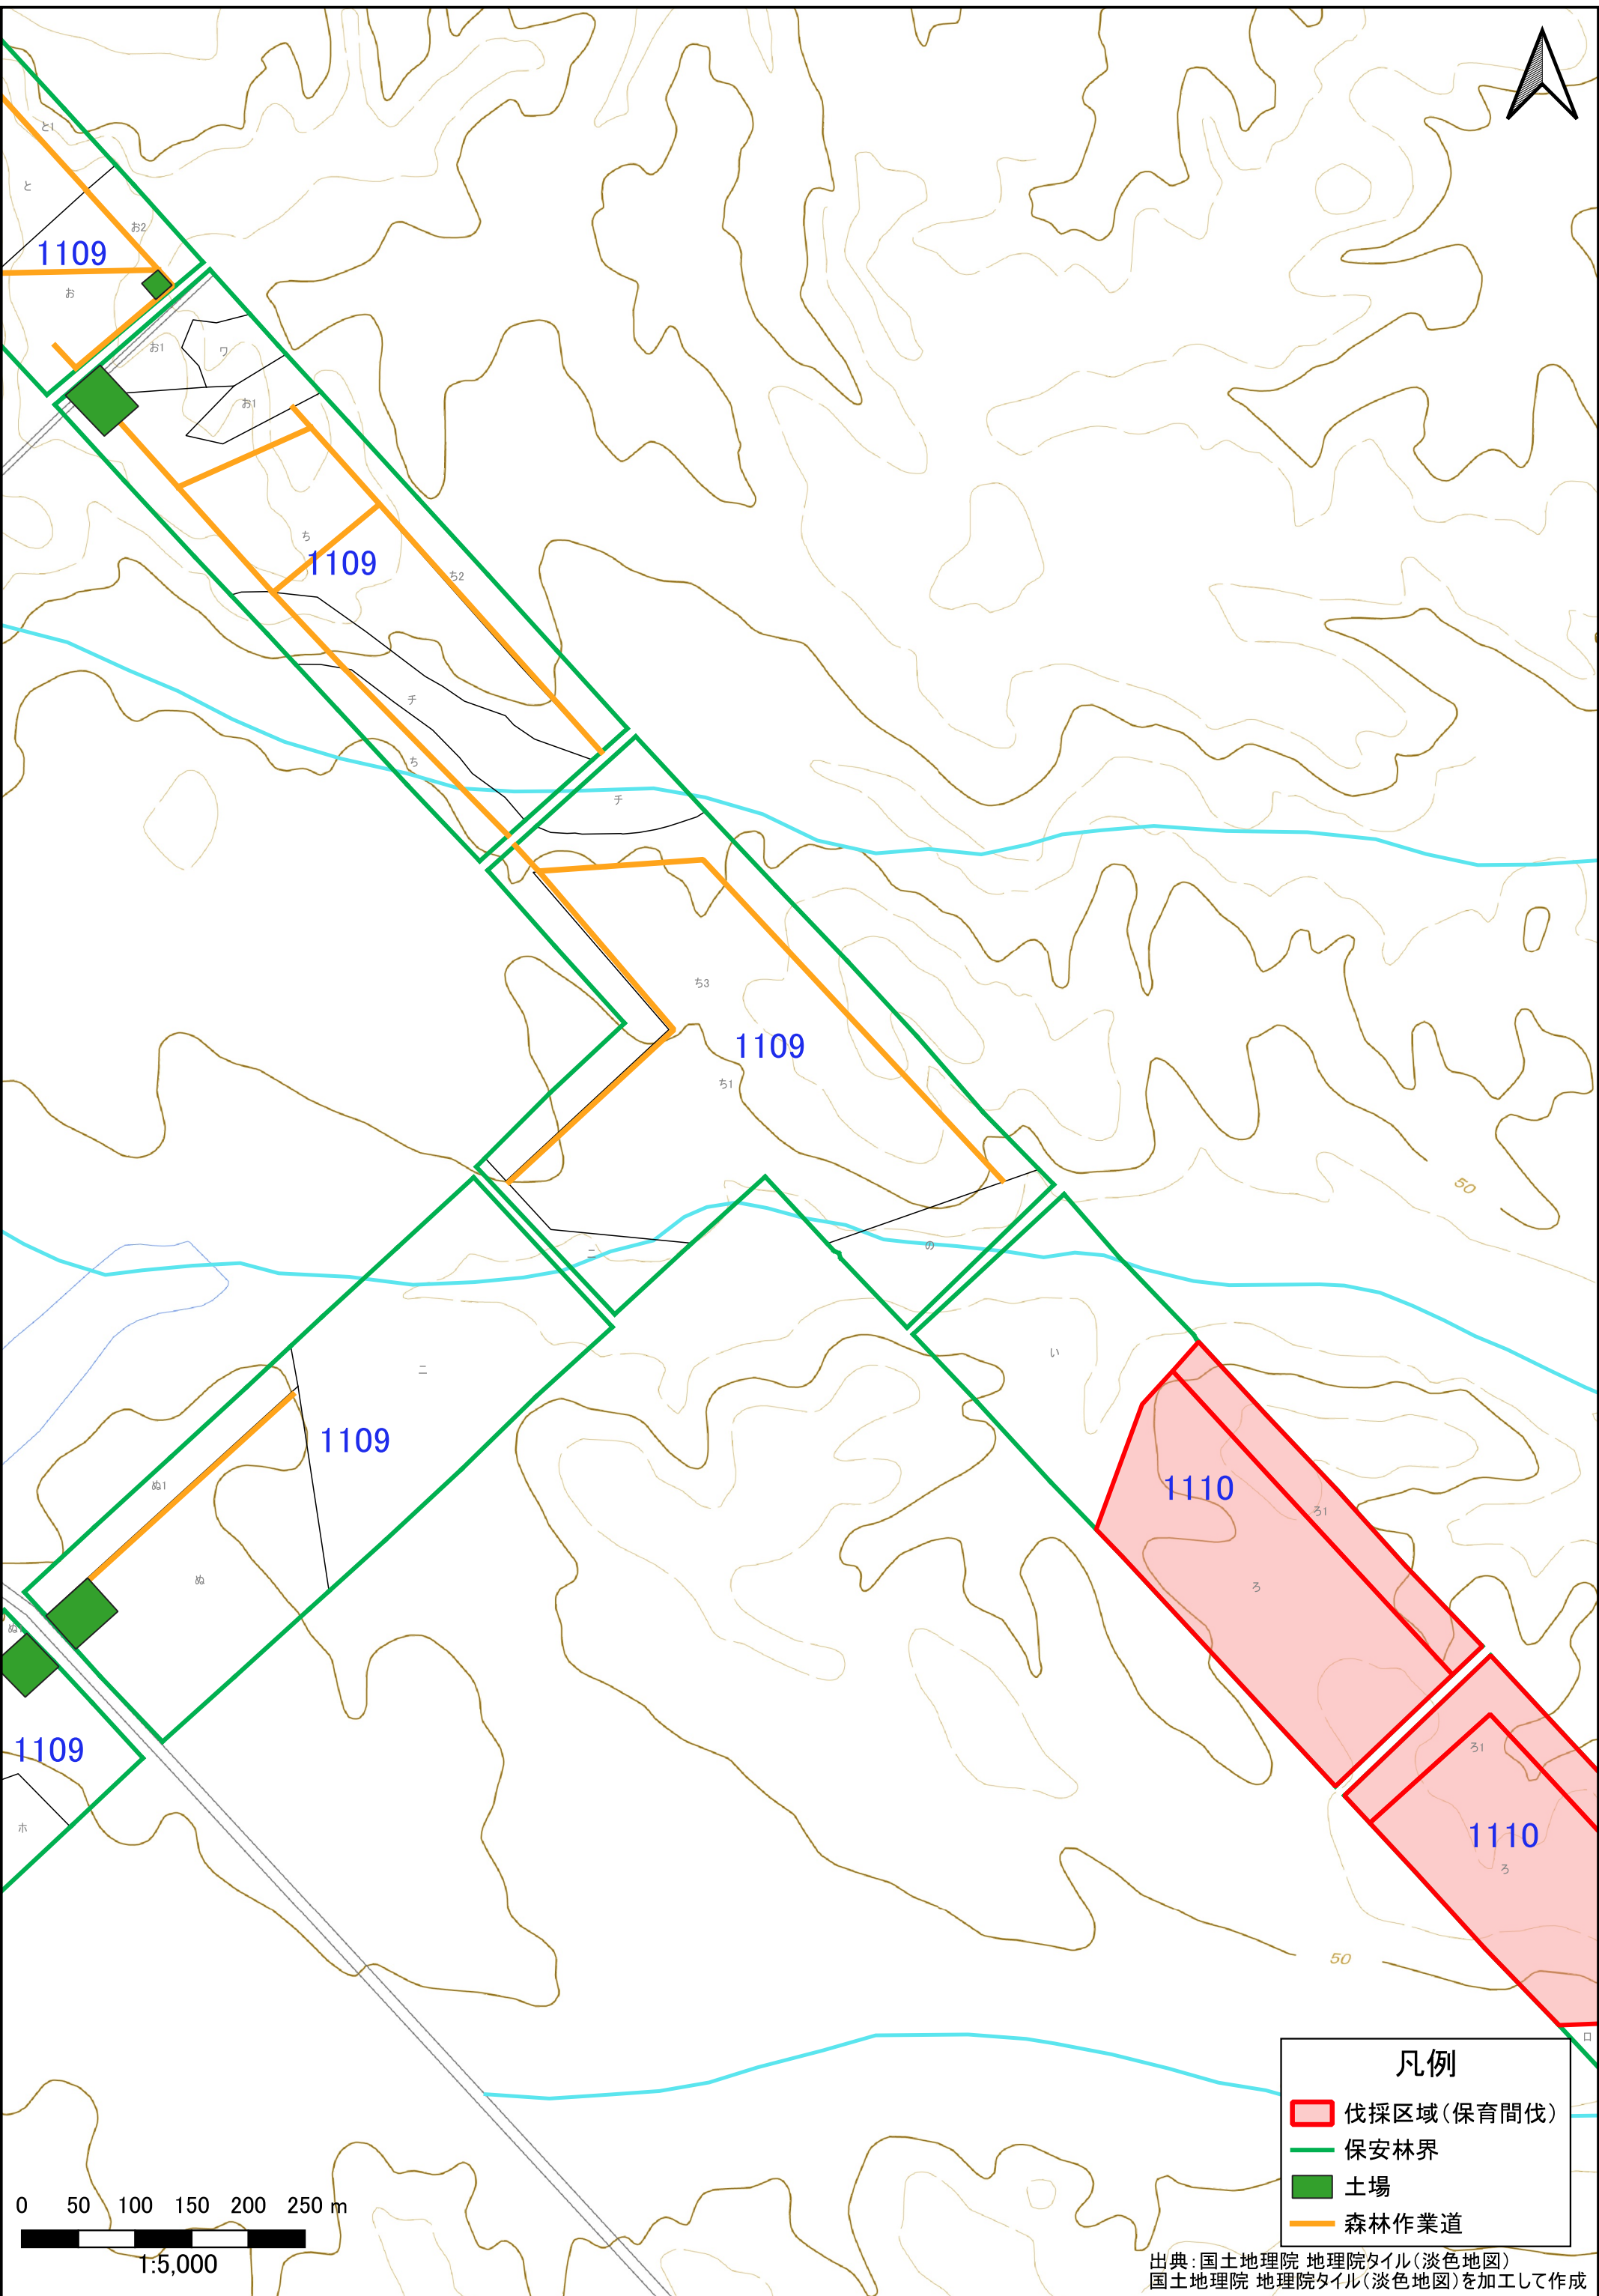 と1
と
お2
1109
お
お1
ワ
お1
ち
1109
ち2
チ
ち
チ
ち3
1109
ち1
50
の
ニ
い
ニ
1109
1110
ぬ1
ろ1
ぬ
ろ
1109
ろ1
1110
ホ
ろ
50
ロ
凡例
伐採区域(保育間伐)
保安林界
土場
森林作業道
0 50 100 150 200 250 m
1:5,000
出典:国土地理院 地理院タイル(淡色地図)
国土地理院 地理院タイル(淡色地図)を加工して作成